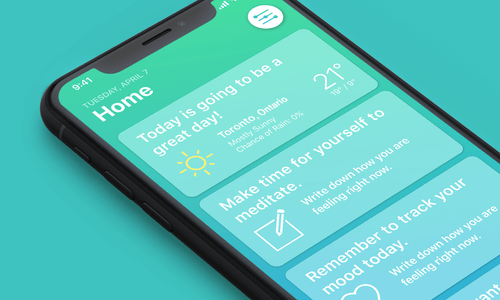 9:41
TUESDAY, APRIL 7
Home
Today is going to be a
great day!
Toronto, Ontario
Mostly Sunny
Chance of Rain: 0%
21°
19° / 9°
Make time for yourself to
meditate.
Write down how you are
feeling right now.
Remember to track your
mood today.
Write down how you are
feeling right now.